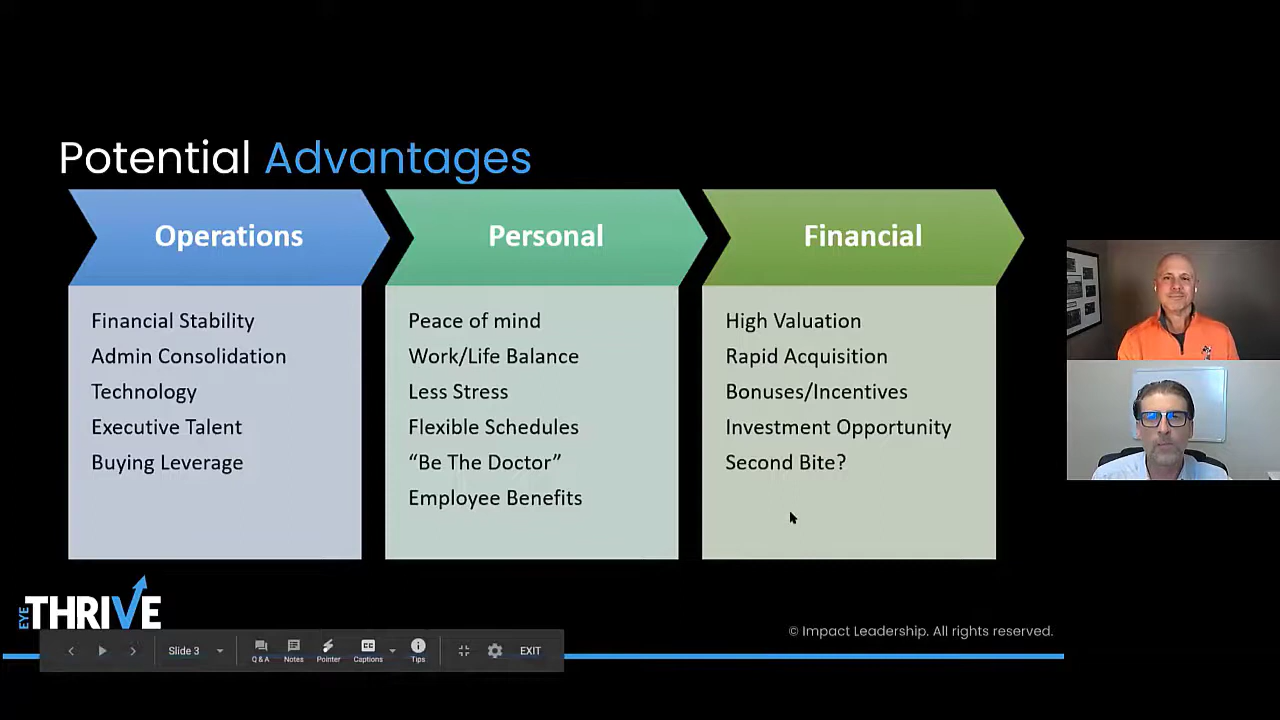 Potential Advantages
Operations
Financial Stability
Admin Consolidation
Technology
Executive Talent
Buying Leverage
Personal
Peace of mind
Work/Life Balance
Less Stress
Flexible Schedules
“Be The Doctor”
Employee Benefits
Financial
High Valuation
Rapid Acquisition
Bonuses/Incentives
Investment Opportunity
Second Bite?
EYE THRIVE
© Impact Leadership. All rights reserved.
Slide 3
Q & A
Notes
Pointer
CC
Captions
Tips
EXIT